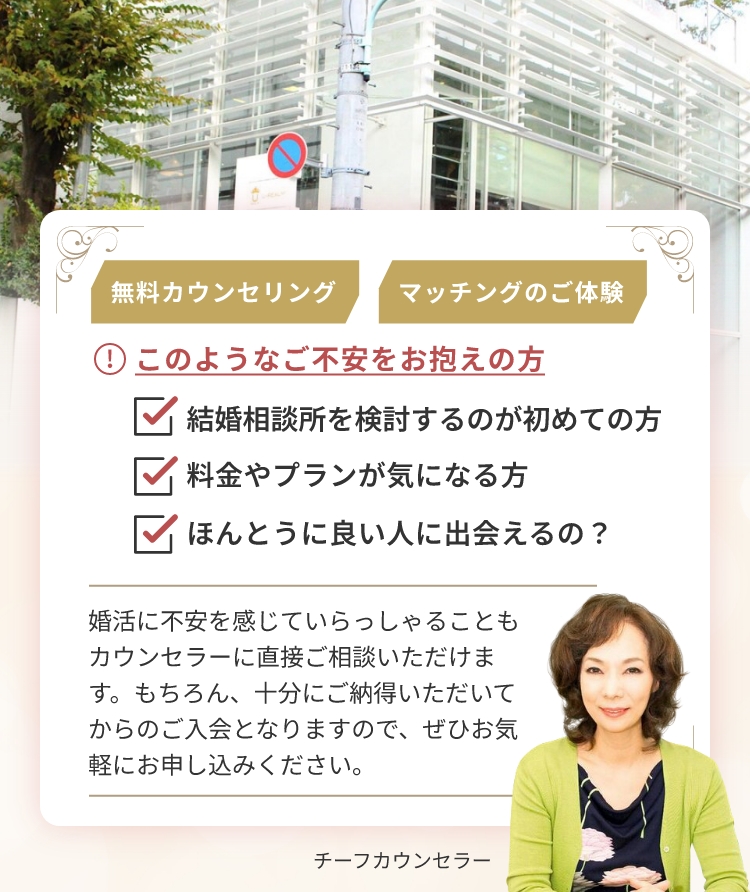 無料カウンセリング
マッチングのご体験
このようなご不安をお抱えの方
結婚相談所を検討するのが初めての方
料金やプランが気になる方
ほんとうに良い人に出会えるの？
婚活に不安を感じていらっしゃることも
カウンセラーに直接ご相談いただけま
す。もちろん、十分にご納得いただいて
からのご入会となりますので、ぜひお気
軽にお申し込みください。
チーフカウンセラー